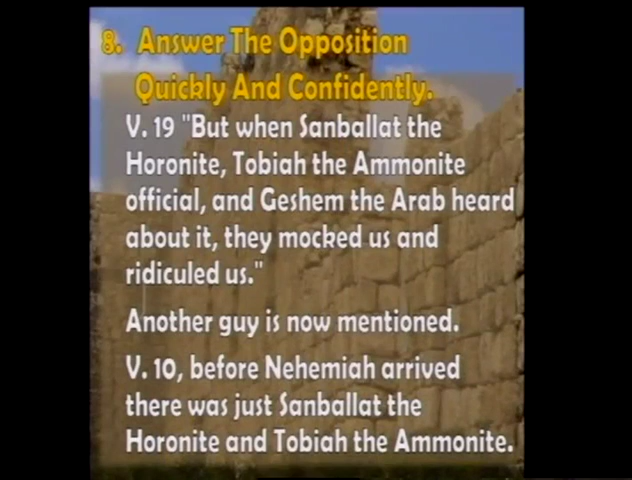 8. Answer The Opposition
Quickly And Confidently.
V. 19 "But when Sanballat the
Horonite, Tobiah the Ammonite
official, and Geshem the Arab heard
about it, they mocked us and
ridiculed us."
Another guy is now mentioned.
V. 10, before Nehemiah arrived
there was just Sanballat the
Horonite and Tobiah the Ammonite.